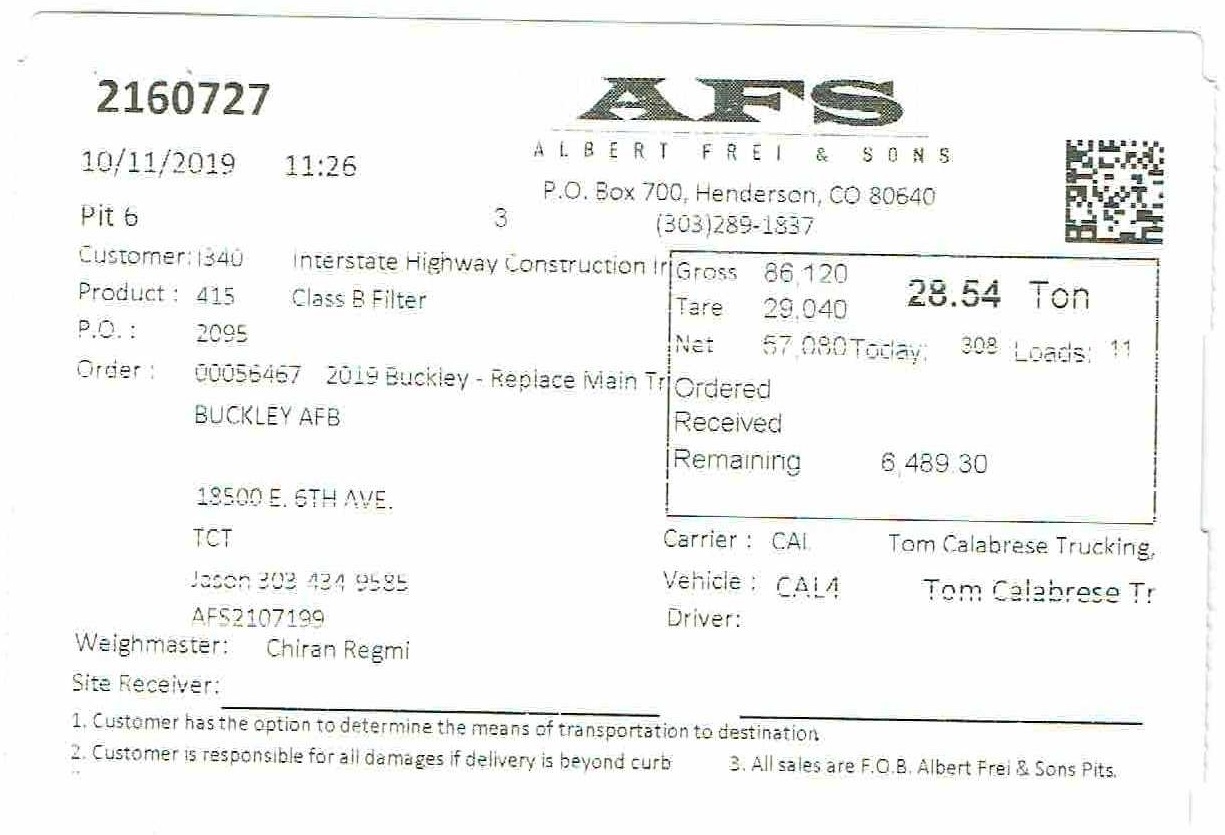 2160727
AFS
ALBERT FREI & SONS
10/11/2019 11:26
P.O. Box 700, Henderson, CO 80640
Pit 6 3
(303)289-1837
Customer: I340 Interstate Highway Construction In
Gross 86,120
28.54 Ton
Product : 415 Class B Filter
Tare 29,040
P.O. : 2095
Net 57,080 Today: 308 Loads: 11
Order : 00056467 2019 Buckley - Replace Main Tr
Ordered
BUCKLEY AFB
Received
Remaining 6,489.30
18500 E. 6TH AVE.
TCT
Carrier : CAL Tom Calabrese Trucking,
Jason 303 434 9585
Vehicle : CAL4 Tom Calabrese Tr
AFS2107199
Driver:
Weighmaster: Chiran Regmi
Site Receiver:
1. Customer has the option to determine the means of transportation to destination
2. Customer is responsible for all damages if delivery is beyond curb
3. All sales are F.O.B. Albert Frei & Sons Pits.